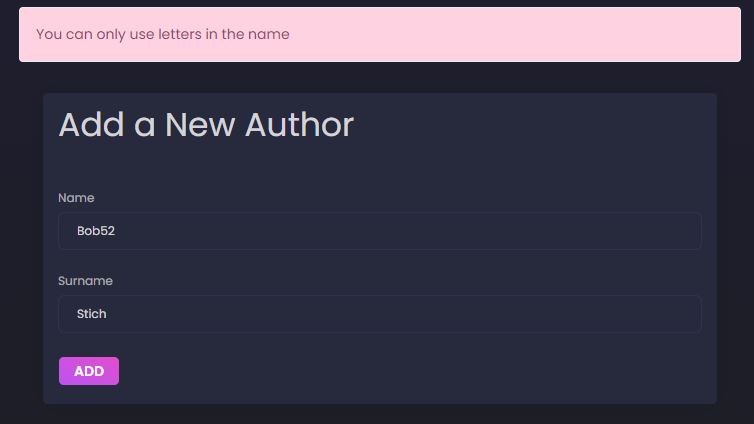 You can only use letters in the name
Add a New Author
Name
Bob52
Surname
Stich
ADD